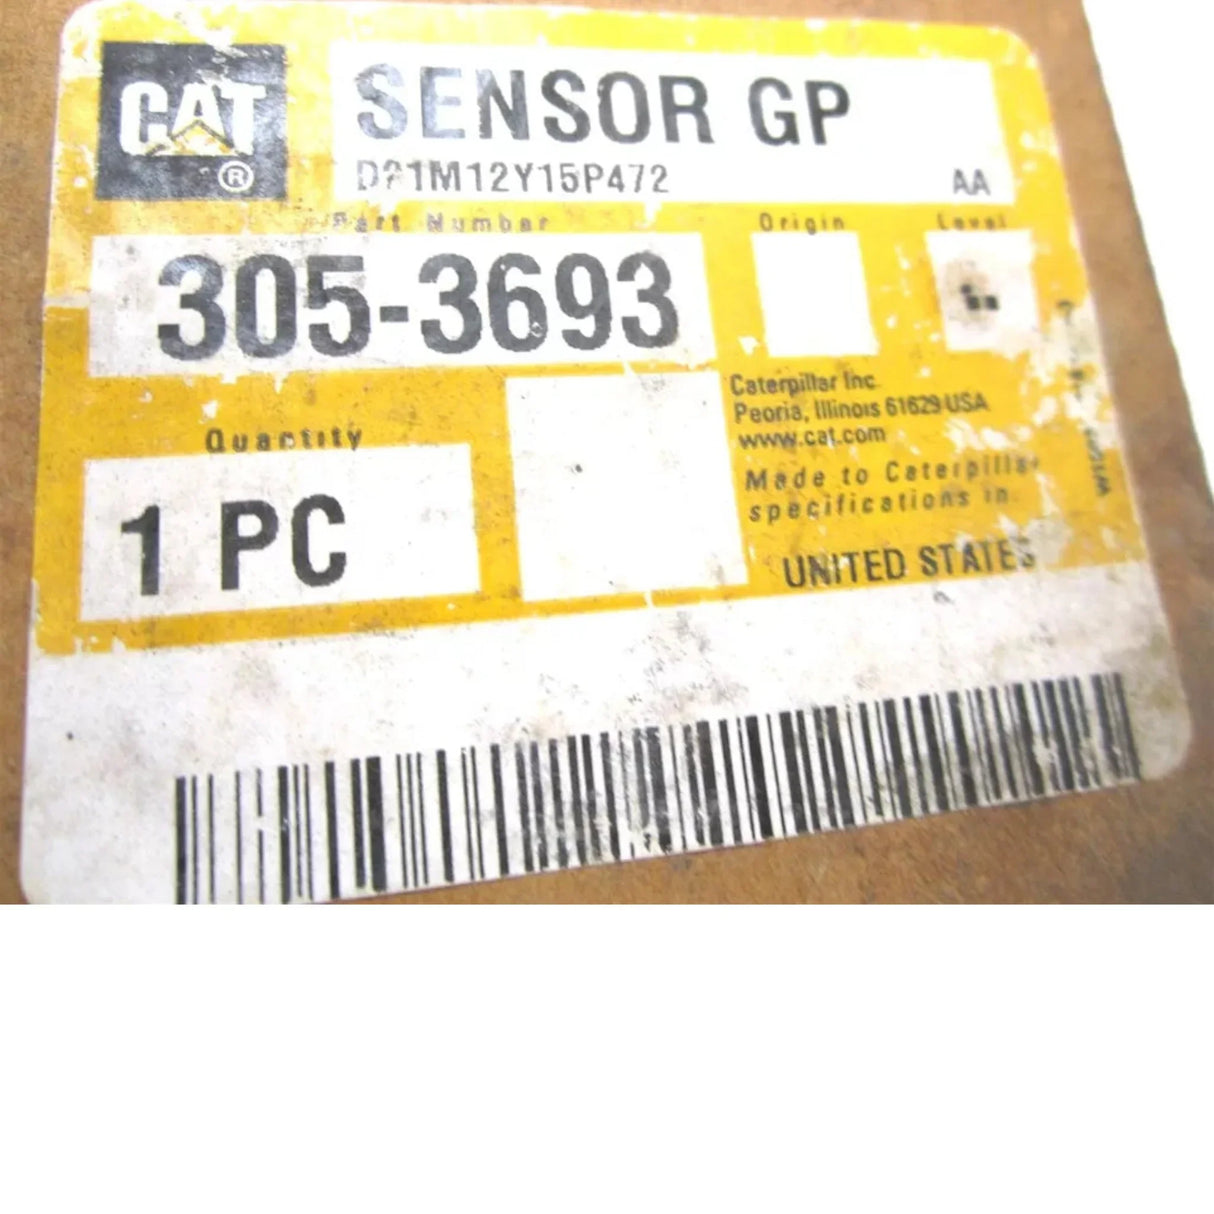 CAT
®
SENSOR GP
D21M12Y15P472 AA
Part Number Origin Level
305-3693
Quantity
1 PC
Caterpillar Inc.
Peoria, Illinois 61629 USA
www.cat.com
Made to Caterpillar
specifications in
UNITED STATES